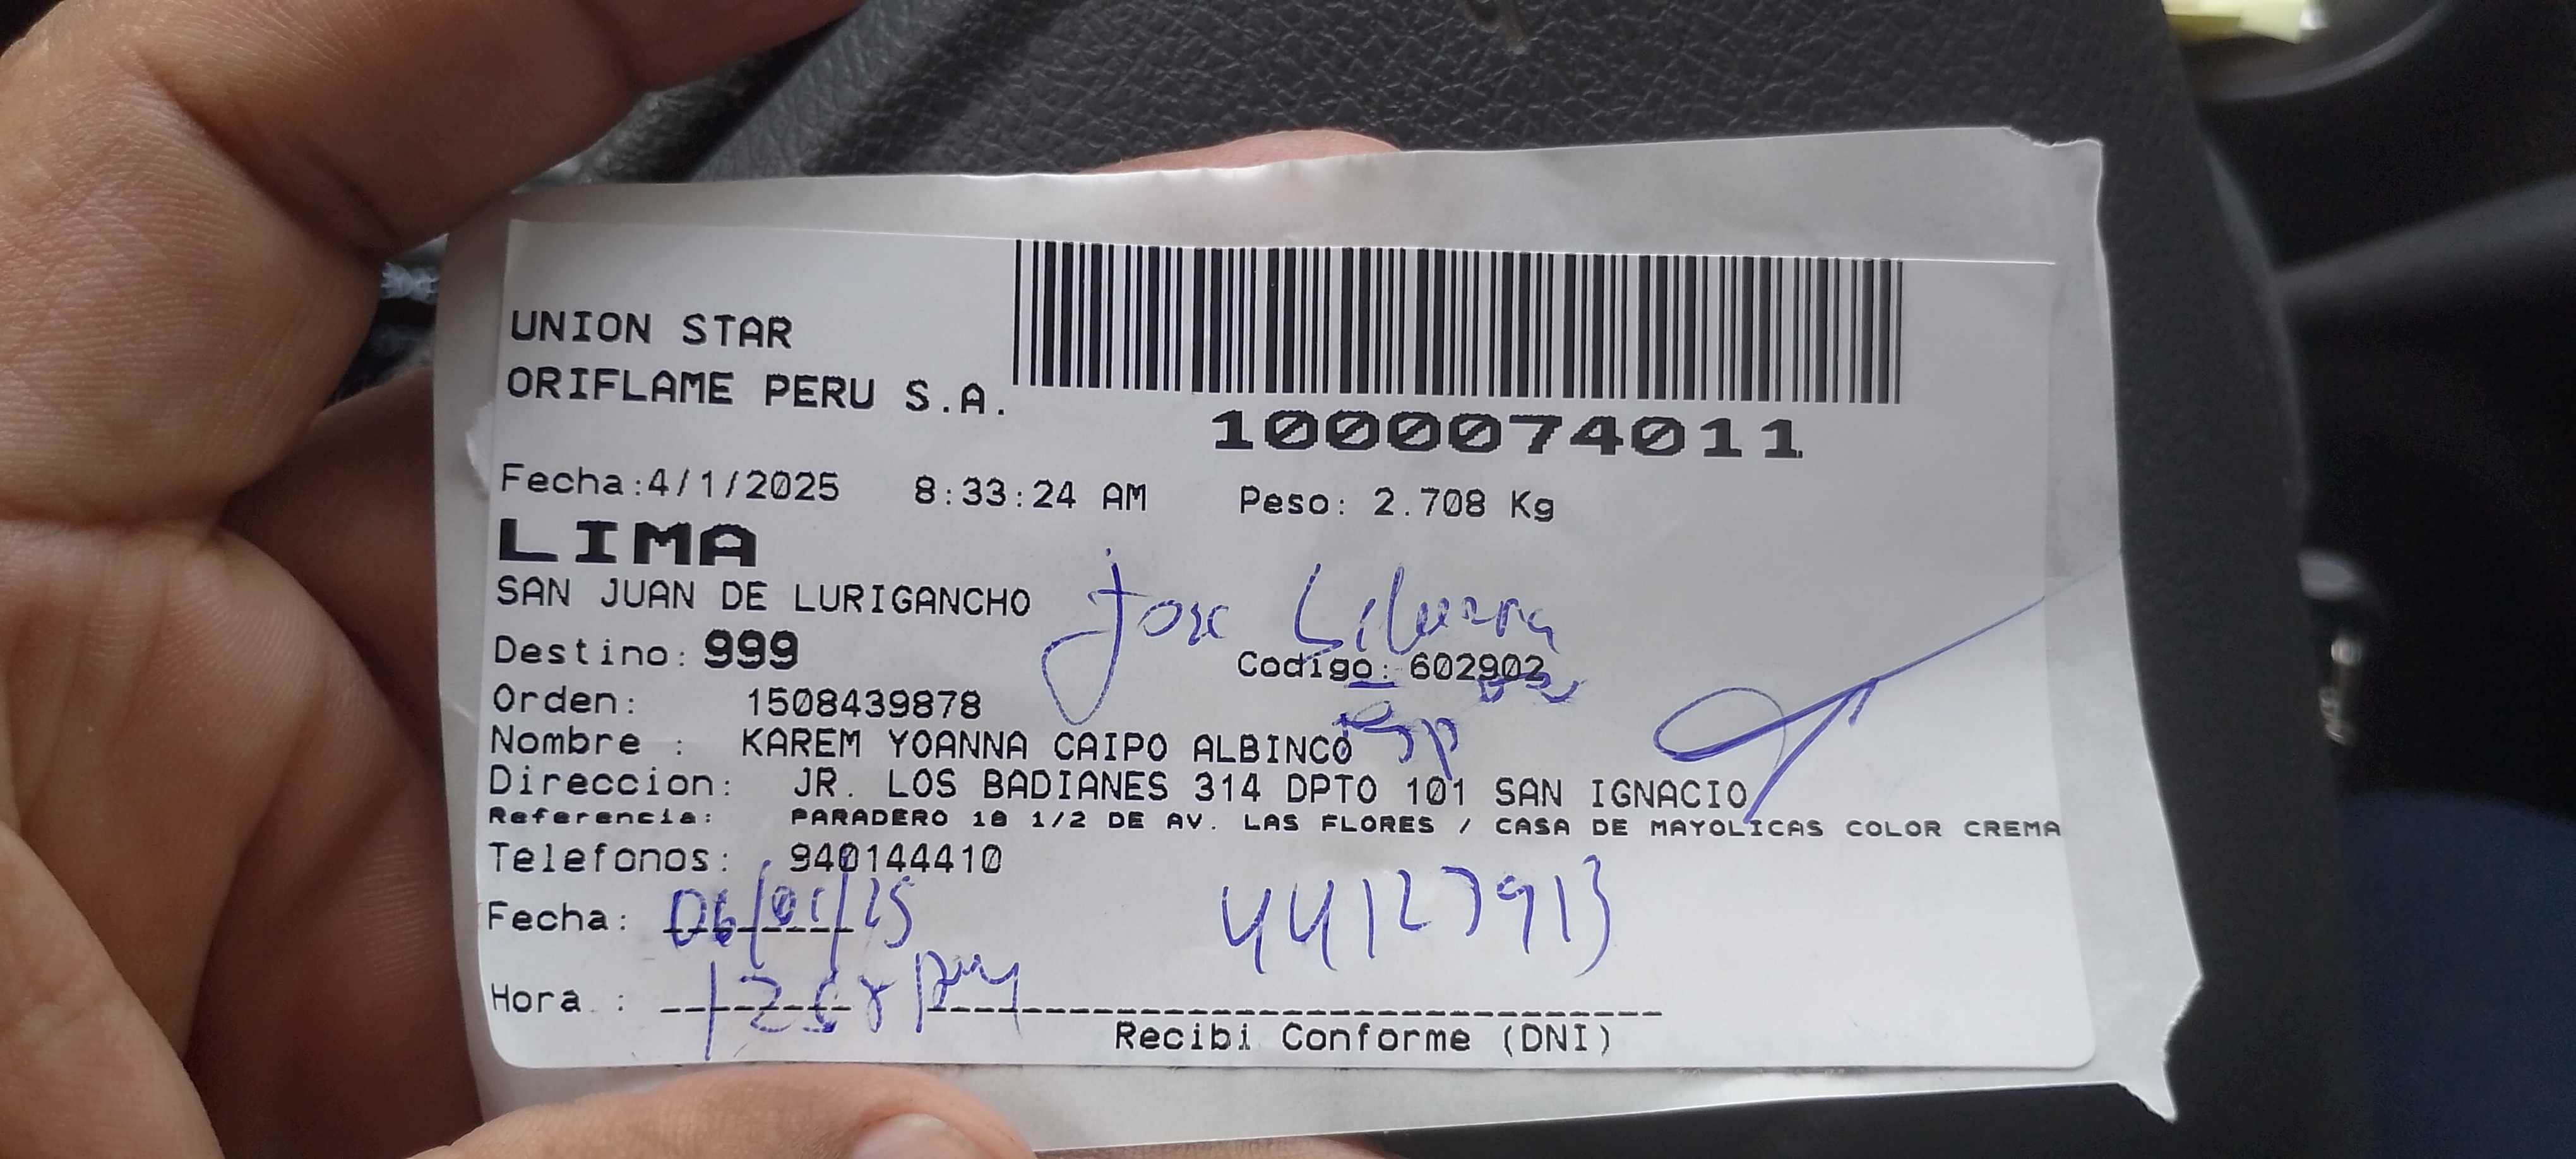 UNION STAR
ORIFLAME PERU S.A.
1000074011
Fecha:4/1/2025 8:33:24 AM Peso: 2.708 Kg
LIMA
SAN JUAN DE LURIGANCHO
Jose
Destino: 999
Codigo: 602902
Orden: 1508439878
Nombre : KAREM YOANNA CAIPO ALBINCO
Direccion: JR. LOS BADIANES 314 DPTO 101 SAN IGNACIO
Referencia: PARADERO 18 1/2 DE AV. LAS FLORES / CASA DE MAYOLICAS COLOR CREMA
Telefonos: 940144410
Fecha: 06/01/25
44127913
Hora : pm
Recibi Conforme (DNI)